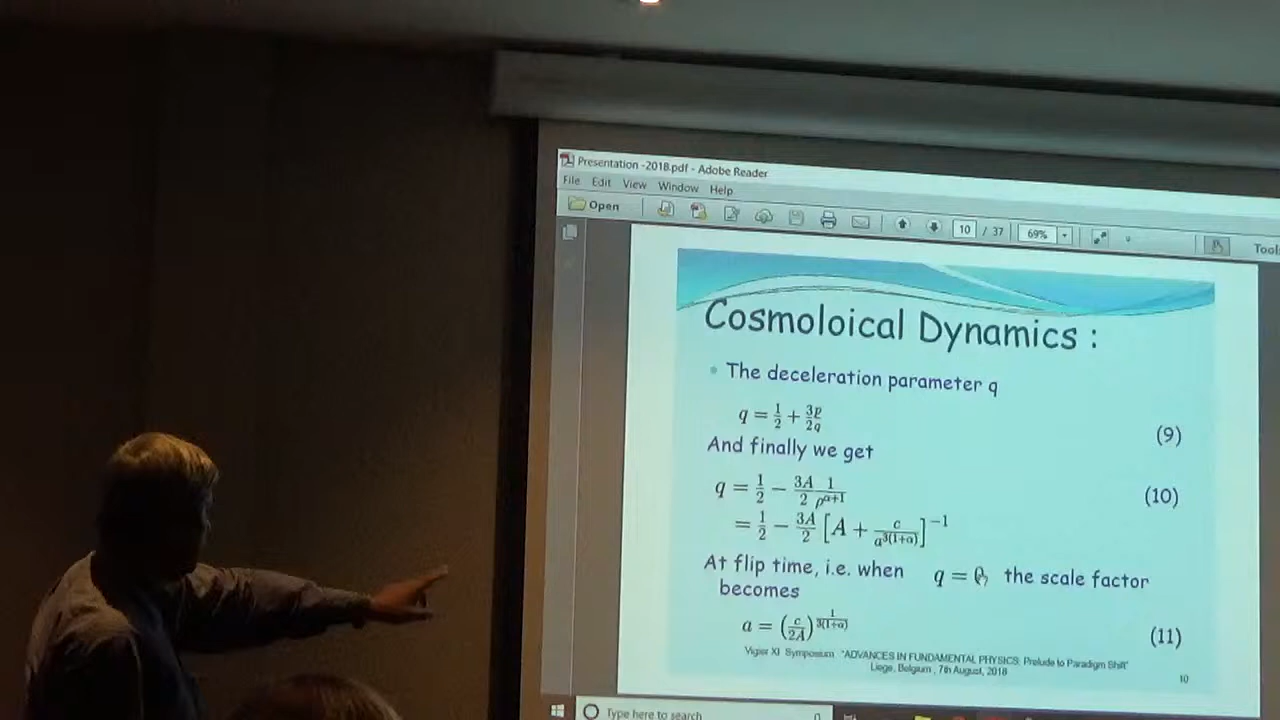 Presentation -2018.pdf - Adobe Reader
File Edit View Window Help
Open 10 / 37 69% Tool
Cosmoloical Dynamics :
The deceleration parameter q
q = 1/2 + 3p/2q (9)
And finally we get
q = 1/2 − 3A/2 1/ρ^(α+1) (10)
= 1/2 − 3A/2 [A + c/a^(3(1+α))]^−1
At flip time, i.e. when q = 0, the scale factor
becomes
a = (c/2A)^(1/3(1+α)) (11)
Vigier XI Symposium "ADVANCES IN FUNDAMENTAL PHYSICS: Prelude to Paradigm Shift"
Liege, Belgium , 7th August, 2018
10
Type here to search